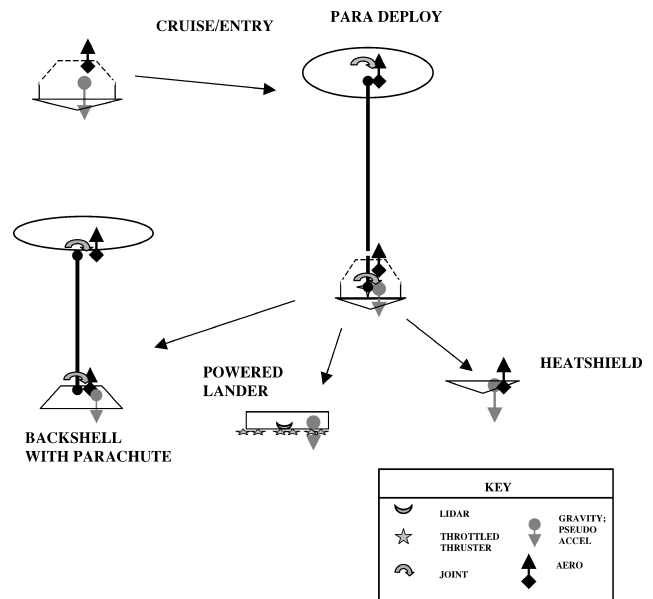 CRUISE/ENTRY
PARA DEPLOY
POWERED
LANDER
HEATSHIELD
BACKSHELL
WITH PARACHUTE
KEY
LIDAR
THROTTLED
THRUSTER
JOINT
GRAVITY;
PSEUDO
ACCEL
AERO